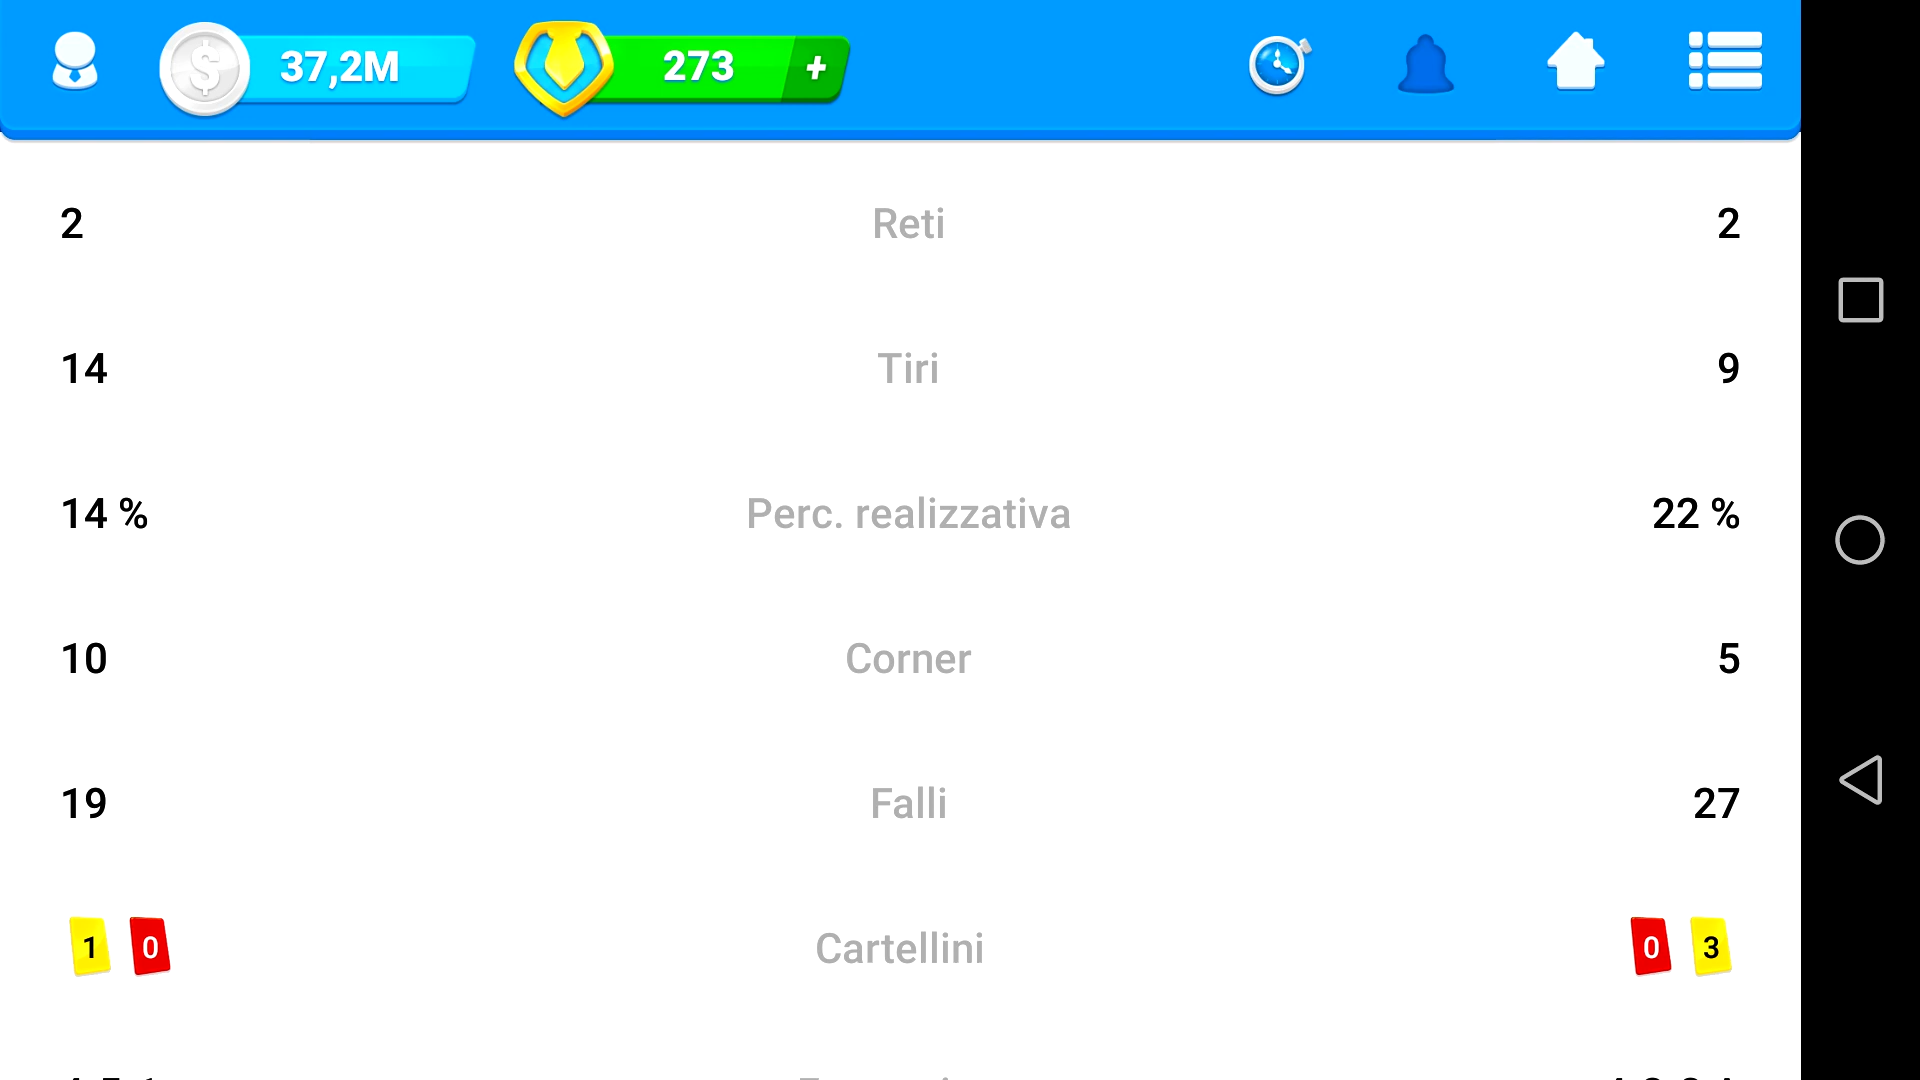 37,2M 273 +
2 Reti 2
14 Tiri 9
14 % Perc. realizzativa 22 %
10 Corner 5
19 Falli 27
1 0 Cartellini 0 3